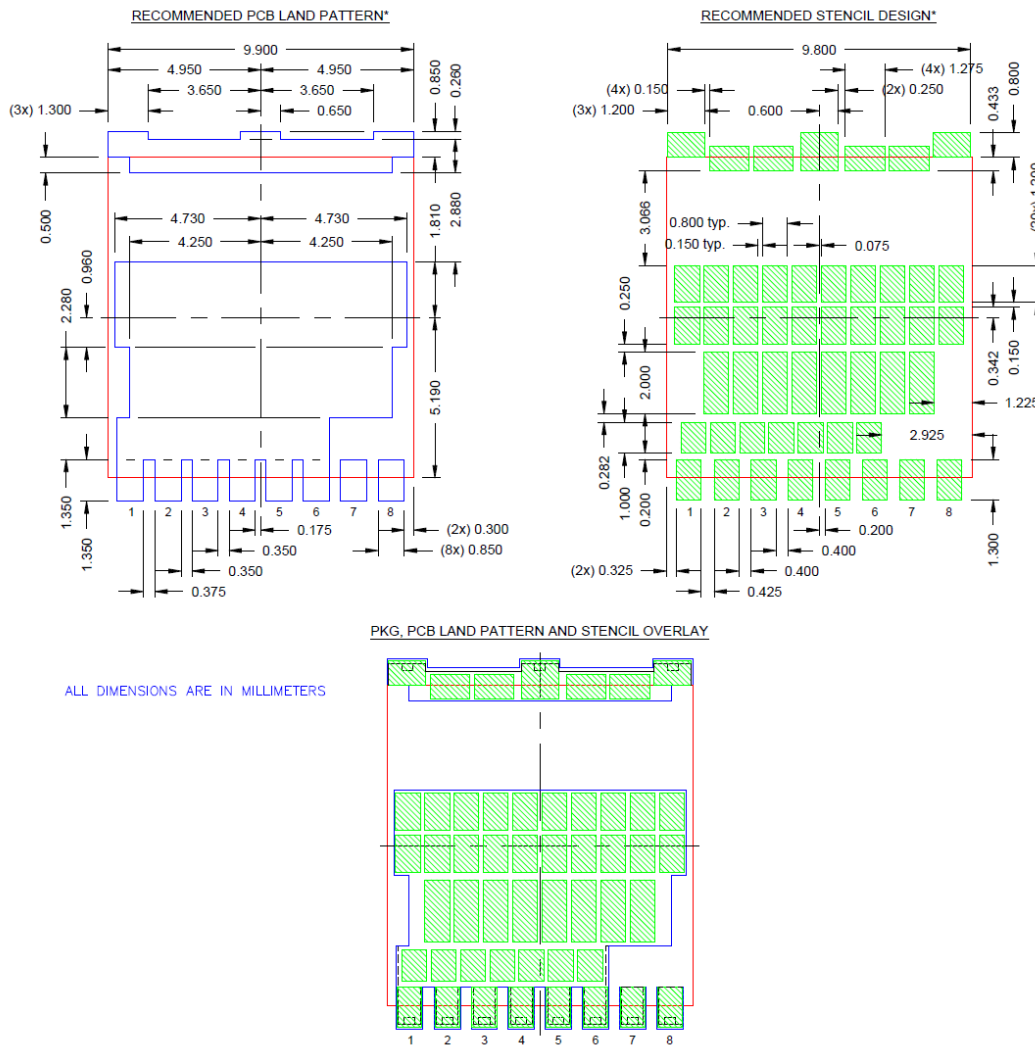 RECOMMENDED PCB LAND PATTERN*
9.900
4.950
4.950
3.650
3.650
(3x) 1.300
0.650
0.850
0.260
0.500
4.730
4.730
4.250
4.250
1.810
2.880
0.960
2.280
5.190
1.350
1.350
1 2 3 4 5 6 7 8
0.175
(2x) 0.300
0.350
(8x) 0.850
0.350
0.375
RECOMMENDED STENCIL DESIGN*
9.800
(4x) 1.275
(4x) 0.150
(2x) 0.250
(3x) 1.200
0.600
0.433
0.800
3.066
0.800 typ.
0.150 typ.
0.075
0.250
2.000
0.342
0.150
1.225
2.925
0.282
1.000
0.200
1 2 3 4 5 6 7 8
0.200
(2x) 0.325
0.400
0.400
0.425
1.300
PKG, PCB LAND PATTERN AND STENCIL OVERLAY
ALL DIMENSIONS ARE IN MILLIMETERS
1 2 3 4 5 6 7 8